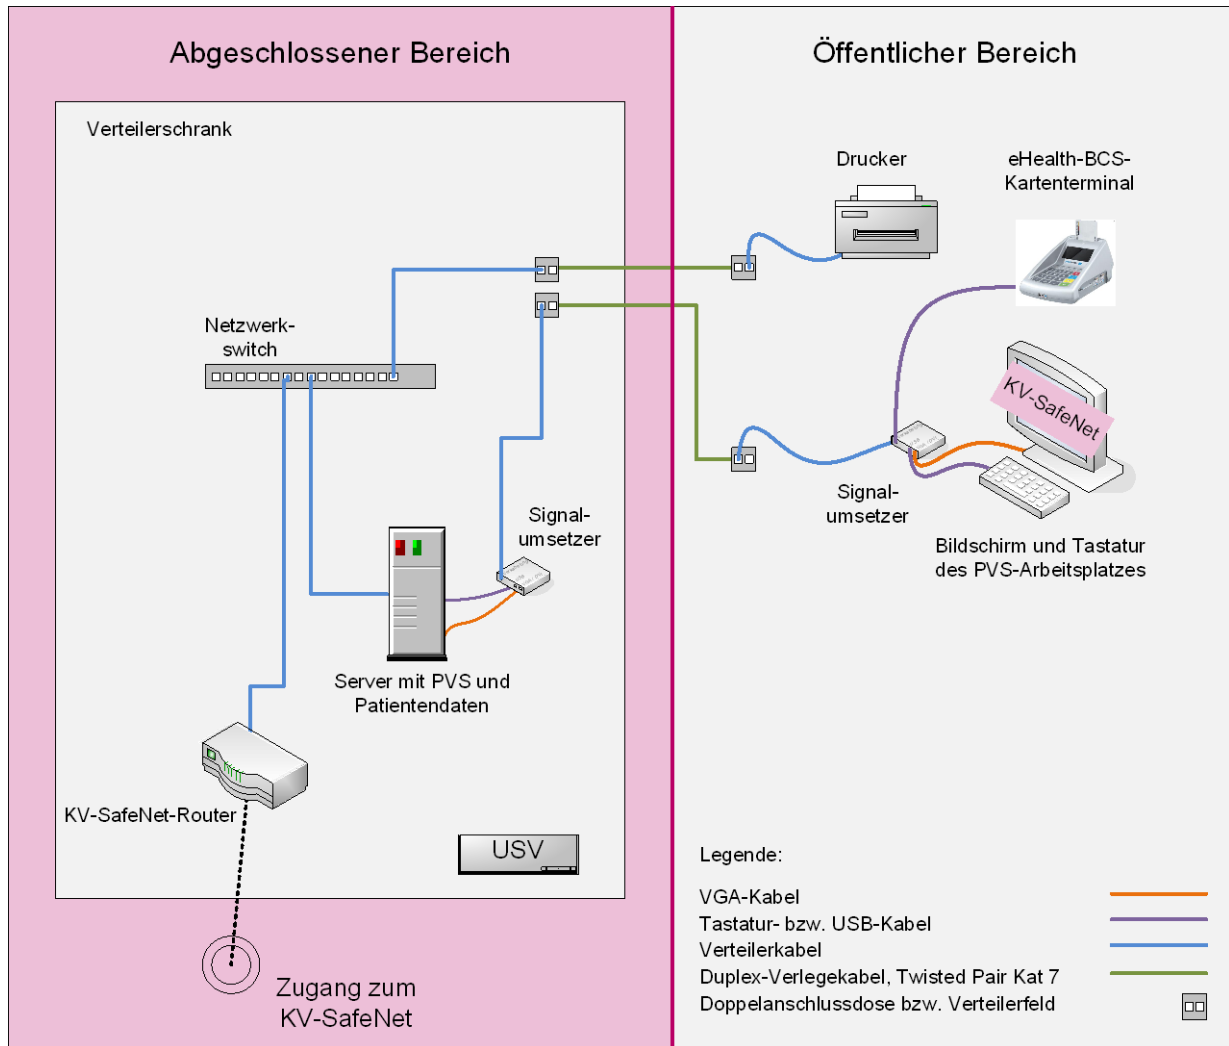 Abgeschlossener Bereich
Öffentlicher Bereich
Verteilerschrank
Drucker
eHealth-BCS-
Kartenterminal
Netzwerk-
switch
KV-SafeNet
Signal-
umsetzer
Signal-
umsetzer
Bildschirm und Tastatur
des PVS-Arbeitsplatzes
Server mit PVS und
Patientendaten
KV-SafeNet-Router
USV
Zugang zum
KV-SafeNet
Legende:
VGA-Kabel
Tastatur- bzw. USB-Kabel
Verteilerkabel
Duplex-Verlegekabel, Twisted Pair Kat 7
Doppelanschlussdose bzw. Verteilerfeld